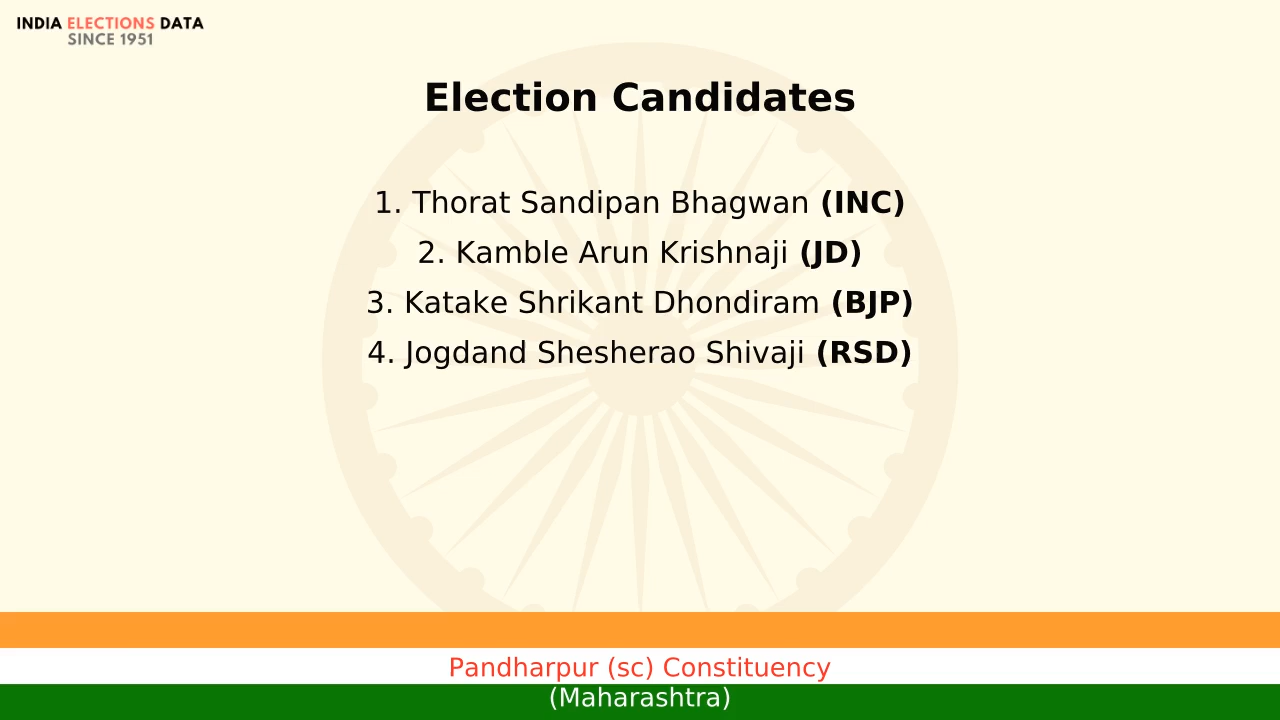 INDIA ELECTIONS DATA
SINCE 1951
Election Candidates
1. Thorat Sandipan Bhagwan (INC)
2. Kamble Arun Krishnaji (JD)
3. Katake Shrikant Dhondiram (BJP)
4. Jogdand Shesherao Shivaji (RSD)
Pandharpur (sc) Constituency
(Maharashtra)